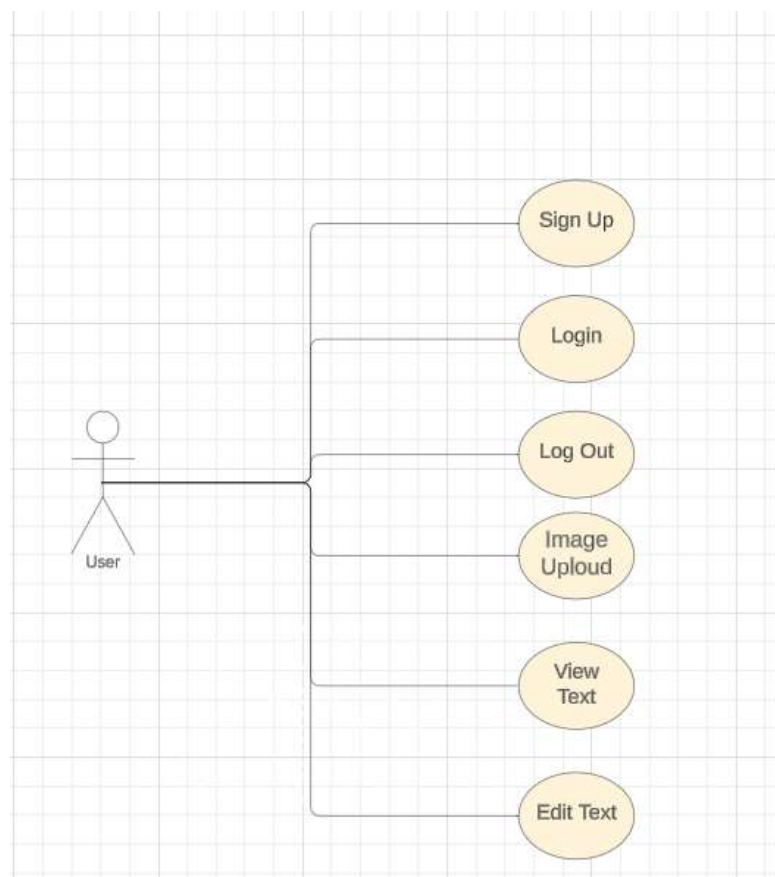 Sign Up
Login
Log Out
User
Image
Uploud
View
Text
Edit Text